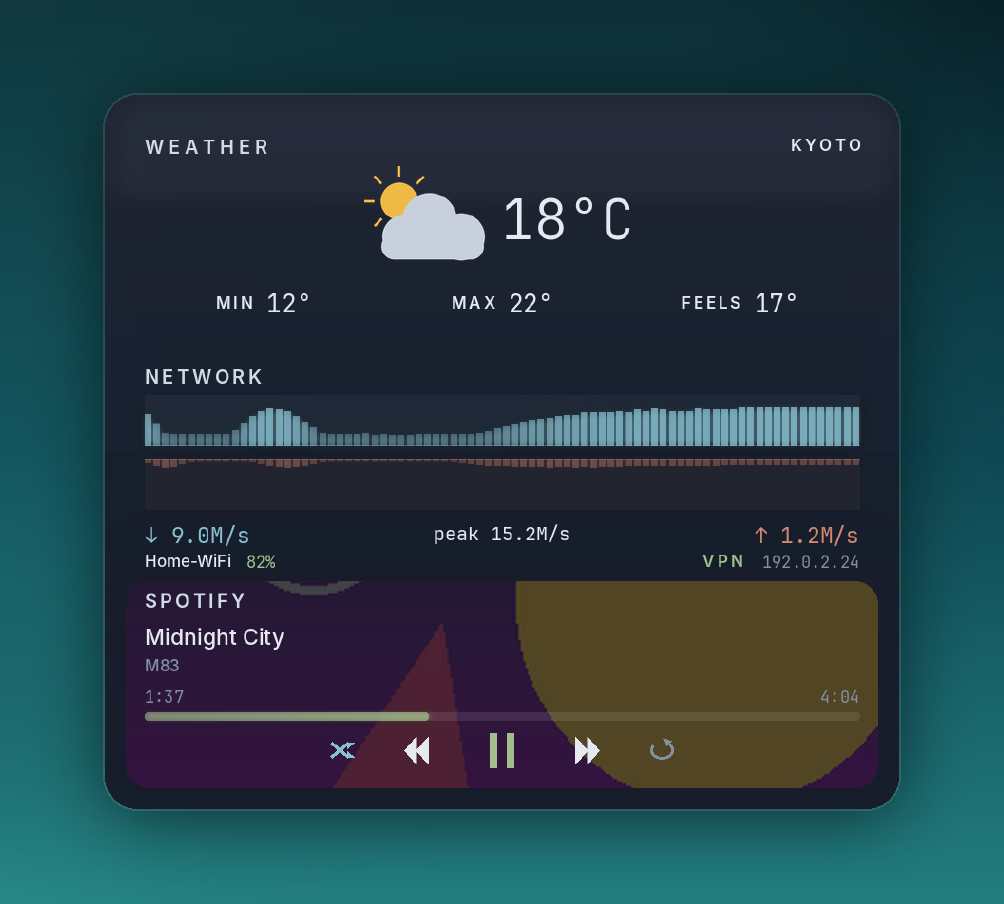 WEATHER KYOTO
18°C
MIN 12° MAX 22° FEELS 17°
NETWORK
↓ 9.0M/s peak 15.2M/s ↑ 1.2M/s
Home-WiFi 82% VPN 192.0.2.24
SPOTIFY
Midnight City
M83
1:37 4:04